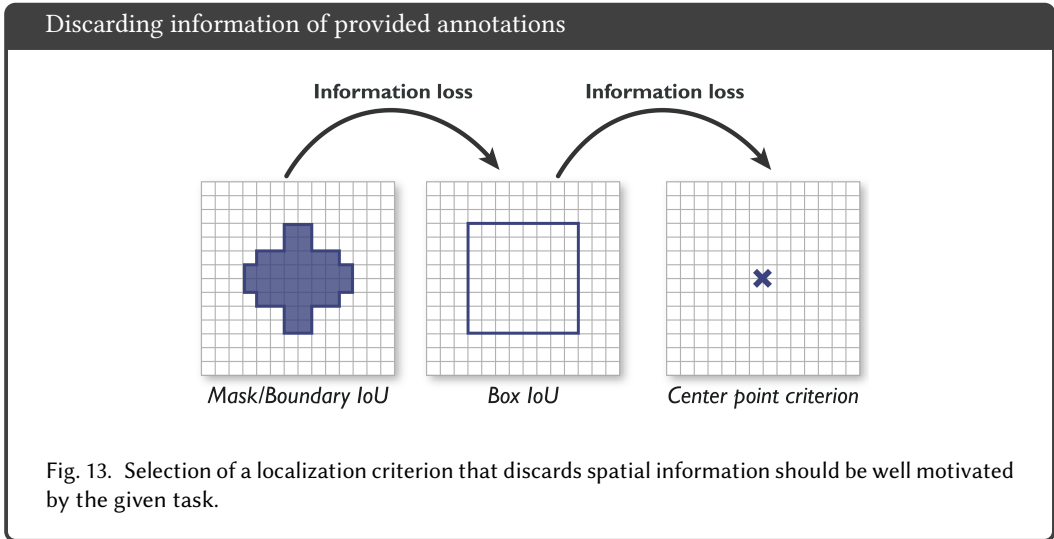 Discarding information of provided annotations
Information loss
Information loss
Mask/Boundary IoU
Box IoU
Center point criterion
Fig. 13. Selection of a localization criterion that discards spatial information should be well motivated
by the given task.